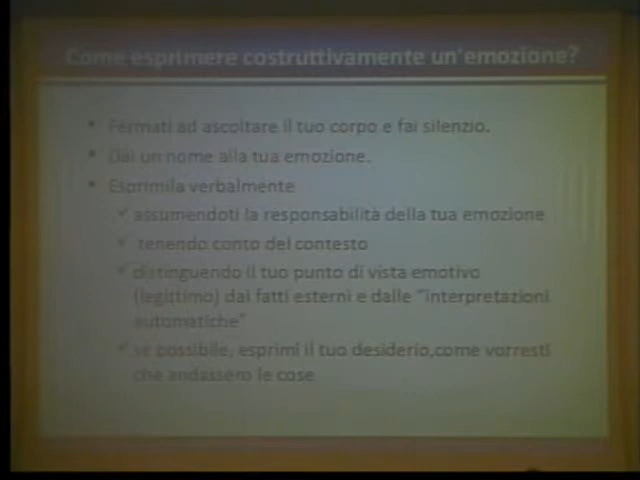 Come esprimere costruttivamente un'emozione?
• Fermati ad ascoltare il tuo corpo e fai silenzio.
• Dai un nome alla tua emozione.
• Esprimila verbalmente
✓ assumendoti la responsabilità della tua emozione
✓ tenendo conto del contesto
✓ distinguendo il tuo punto di vista emotivo
(legittimo) dai fatti esterni e dalle "interpretazioni
automatiche"
✓ se possibile, esprimi il tuo desiderio,come vorresti
che andassero le cose